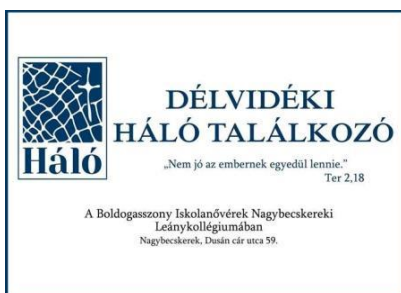 Háló
DÉLVIDÉKI
HÁLÓ TALÁLKOZÓ
„Nem jó az embernek egyedül lennie.”
Ter 2,18
A Boldogasszony Iskolanővérek Nagybecskereki
Leánykollégiumában
Nagybecskerek, Dusán cár utca 59.